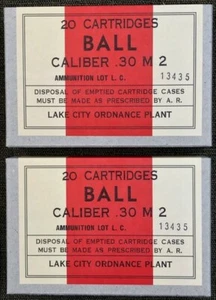 20 CARTRIDGES
BALL
CALIBER .30 M 2
AMMUNITION LOT L. C. 13435
DISPOSAL OF EMPTIED CARTRIDGE CASES
MUST BE MADE AS PRESCRIBED BY A. R.
LAKE CITY ORDNANCE PLANT
20 CARTRIDGES
BALL
CALIBER .30 M 2
AMMUNITION LOT L. C. 13435
DISPOSAL OF EMPTIED CARTRIDGE CASES
MUST BE MADE AS PRESCRIBED BY A. R.
LAKE CITY ORDNANCE PLANT